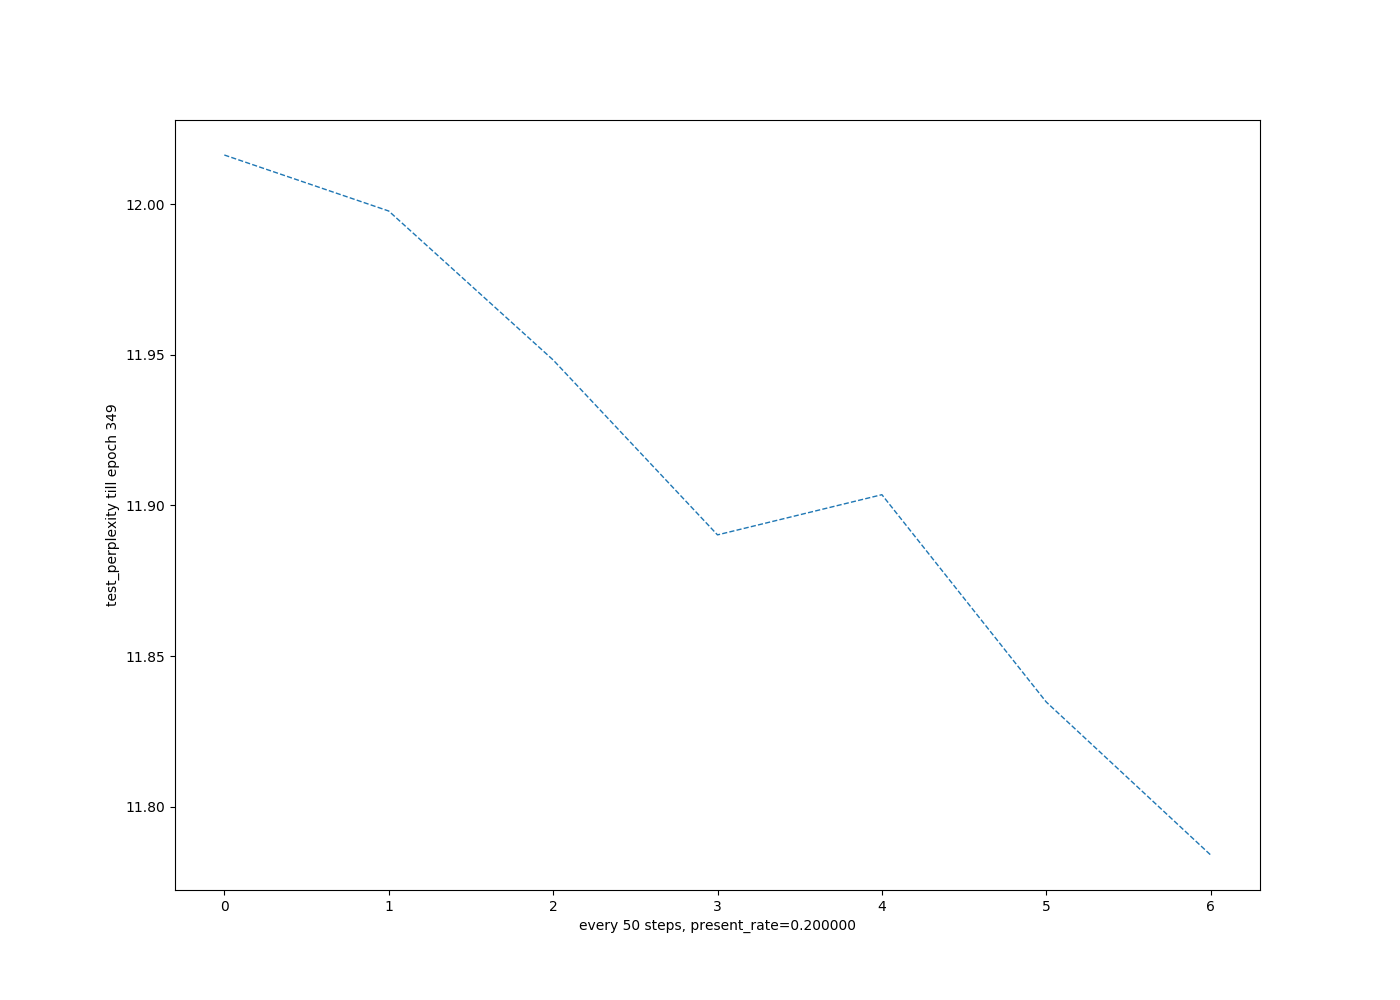 12.00
11.95
11.90
11.85
11.80
test_perplexity till epoch 349
0 1 2 3 4 5 6
every 50 steps, present_rate=0.200000